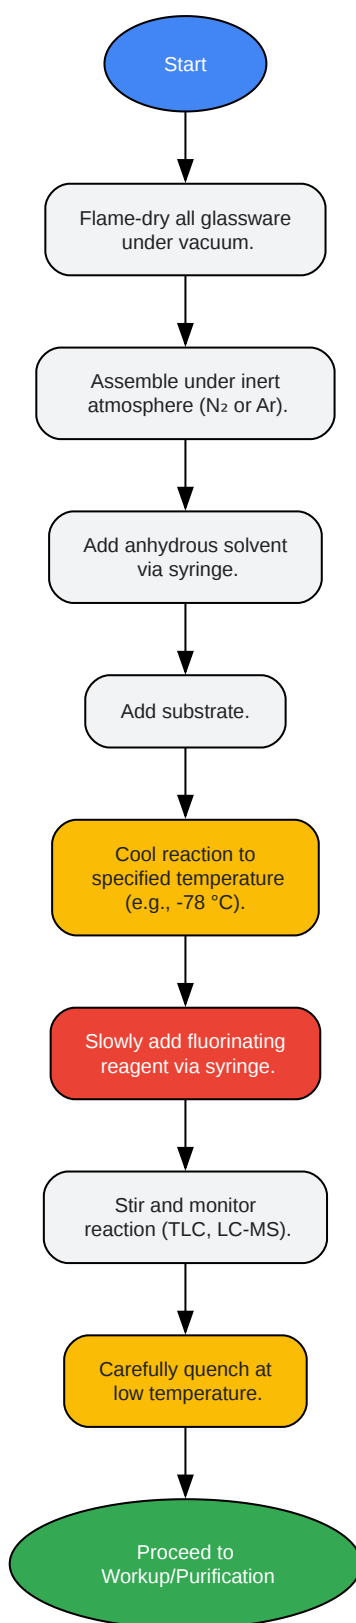 Start
Flame-dry all glassware
under vacuum.
Assemble under inert
atmosphere (N₂ or Ar).
Add anhydrous solvent
via syringe.
Add substrate.
Cool reaction to
specified temperature
(e.g., -78 °C).
Slowly add fluorinating
reagent via syringe.
Stir and monitor
reaction (TLC, LC-MS).
Carefully quench at
low temperature.
Proceed to
Workup/Purification